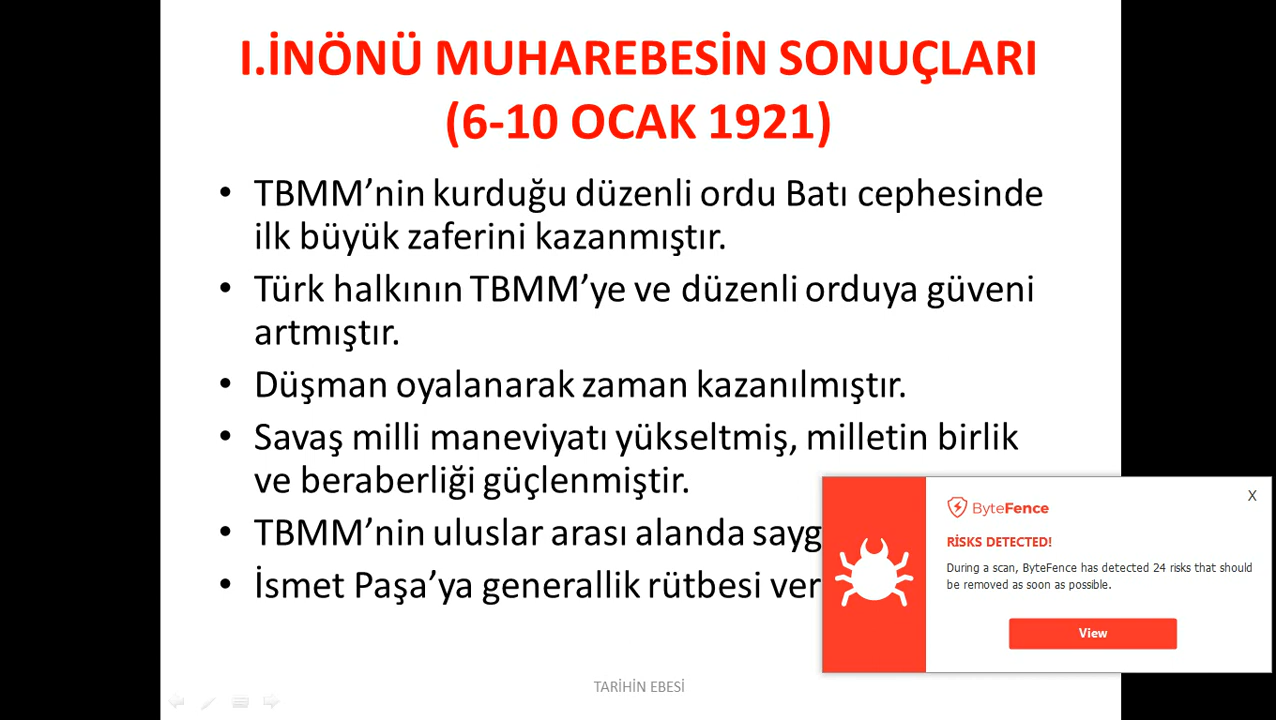 I.İNÖNÜ MUHAREBESİN SONUÇLARI
(6-10 OCAK 1921)
• TBMM’nin kurduğu düzenli ordu Batı cephesinde
ilk büyük zaferini kazanmıştır.
• Türk halkının TBMM’ye ve düzenli orduya güveni
artmıştır.
• Düşman oyalanarak zaman kazanılmıştır.
• Savaş milli maneviyatı yükseltmiş, milletin birlik
ve beraberliği güçlenmiştir.
• TBMM’nin uluslar arası alanda
• İsmet Paşa’ya generallik rütbesi
X
ByteFence
RİSKS DETECTED!
During a scan, ByteFence has detected 24 risks that should
be removed as soon as possible.
View
TARİHİN EBESİ